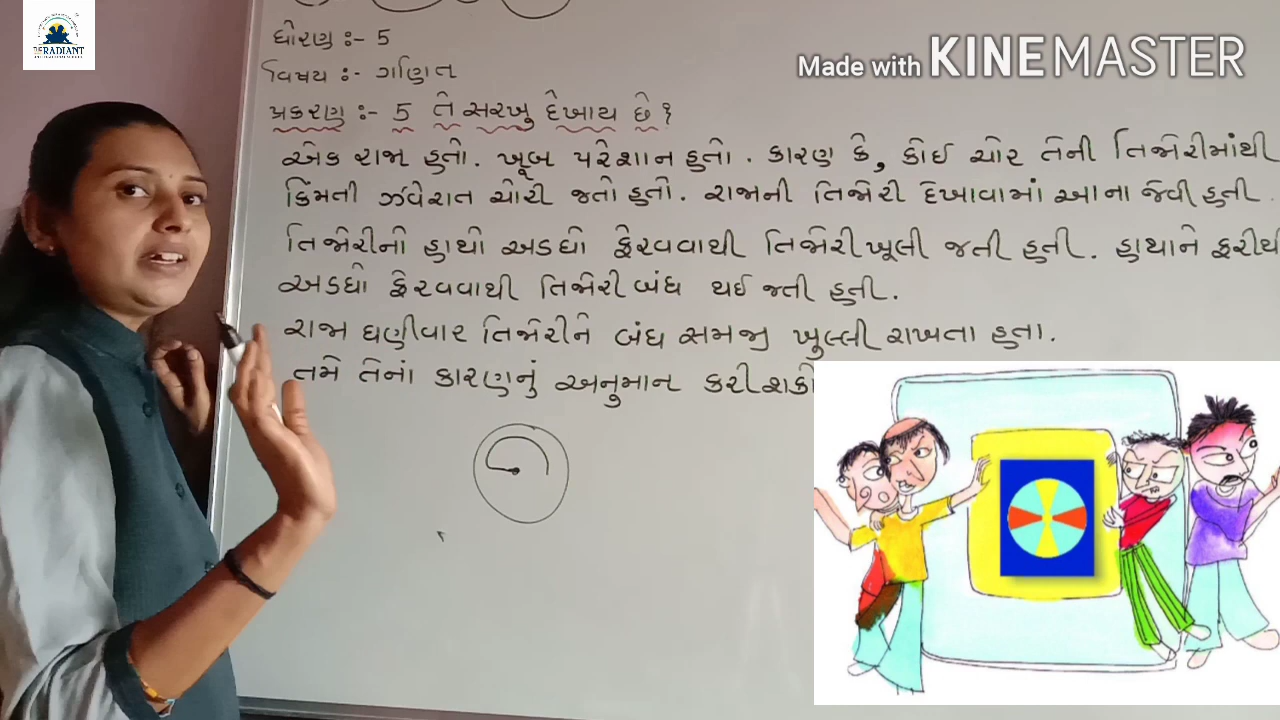 THE RADIANT
Made with KINEMASTER
ધોરણ :- 5
વિષય :- ગણિત
પ્રકરણ :- 5 તે સરખુ દેખાય છે ?
એક રાજા હતો. ખૂબ પરેશાન હતો. કારણ કે, કોઈ ચોર તેની તિજોરીમાંથી
કિંમતી ઝવેરાત ચોરી જતો હતો. રાજાની તિજોરી દેખાવામાં આના જેવી હતી.
તિજોરીનો હાથો અડધો ફેરવવાથી તિજોરી ખૂલી જતી હતી. હાથાને ફરીથી
અડધો ફેરવવાથી તિજોરી બંધ થઈ જતી હતી.
રાજા ઘણીવાર તિજોરીને બંધ સમજી ખુલ્લી રાખતા હતા.
તમે તેનાં કારણનું અનુમાન કરી શકો